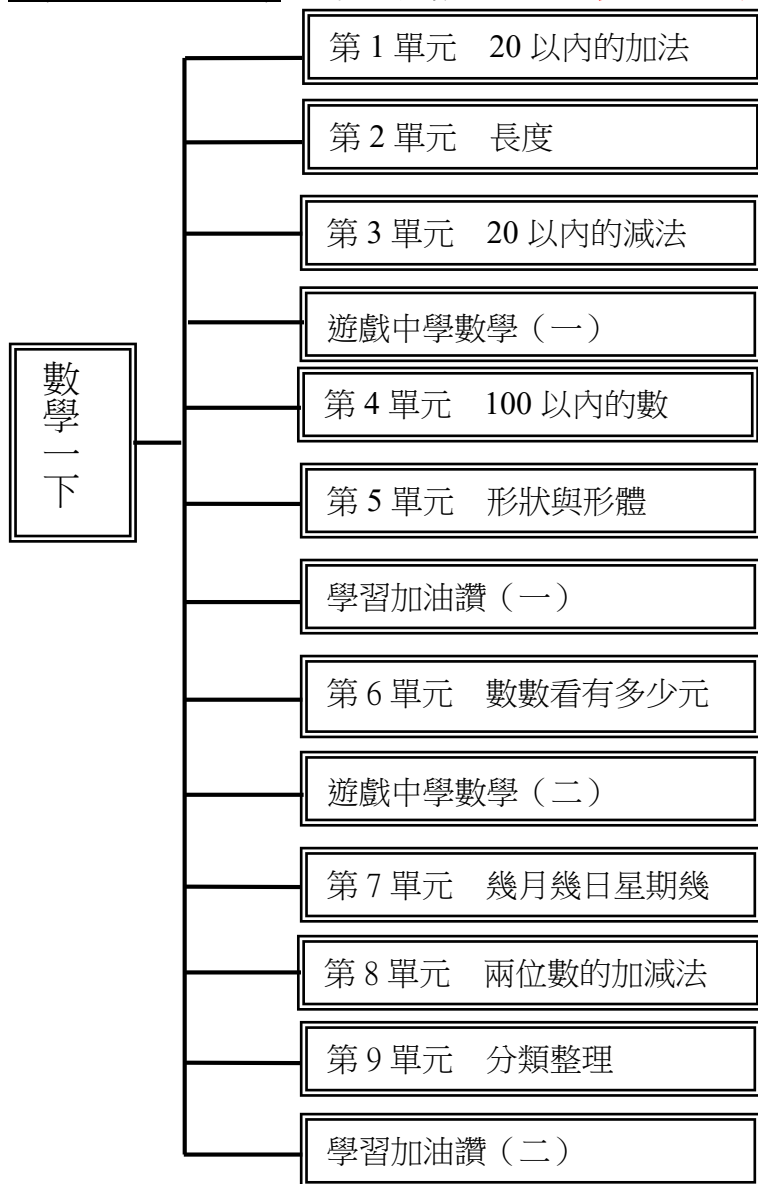 數學一下
第 1 單元　20 以內的加法
第 2 單元　長度
第 3 單元　20 以內的減法
遊戲中學數學（一）
第 4 單元　100 以內的數
第 5 單元　形狀與形體
學習加油讚（一）
第 6 單元　數數看有多少元
遊戲中學數學（二）
第 7 單元　幾月幾日星期幾
第 8 單元　兩位數的加減法
第 9 單元　分類整理
學習加油讚（二）